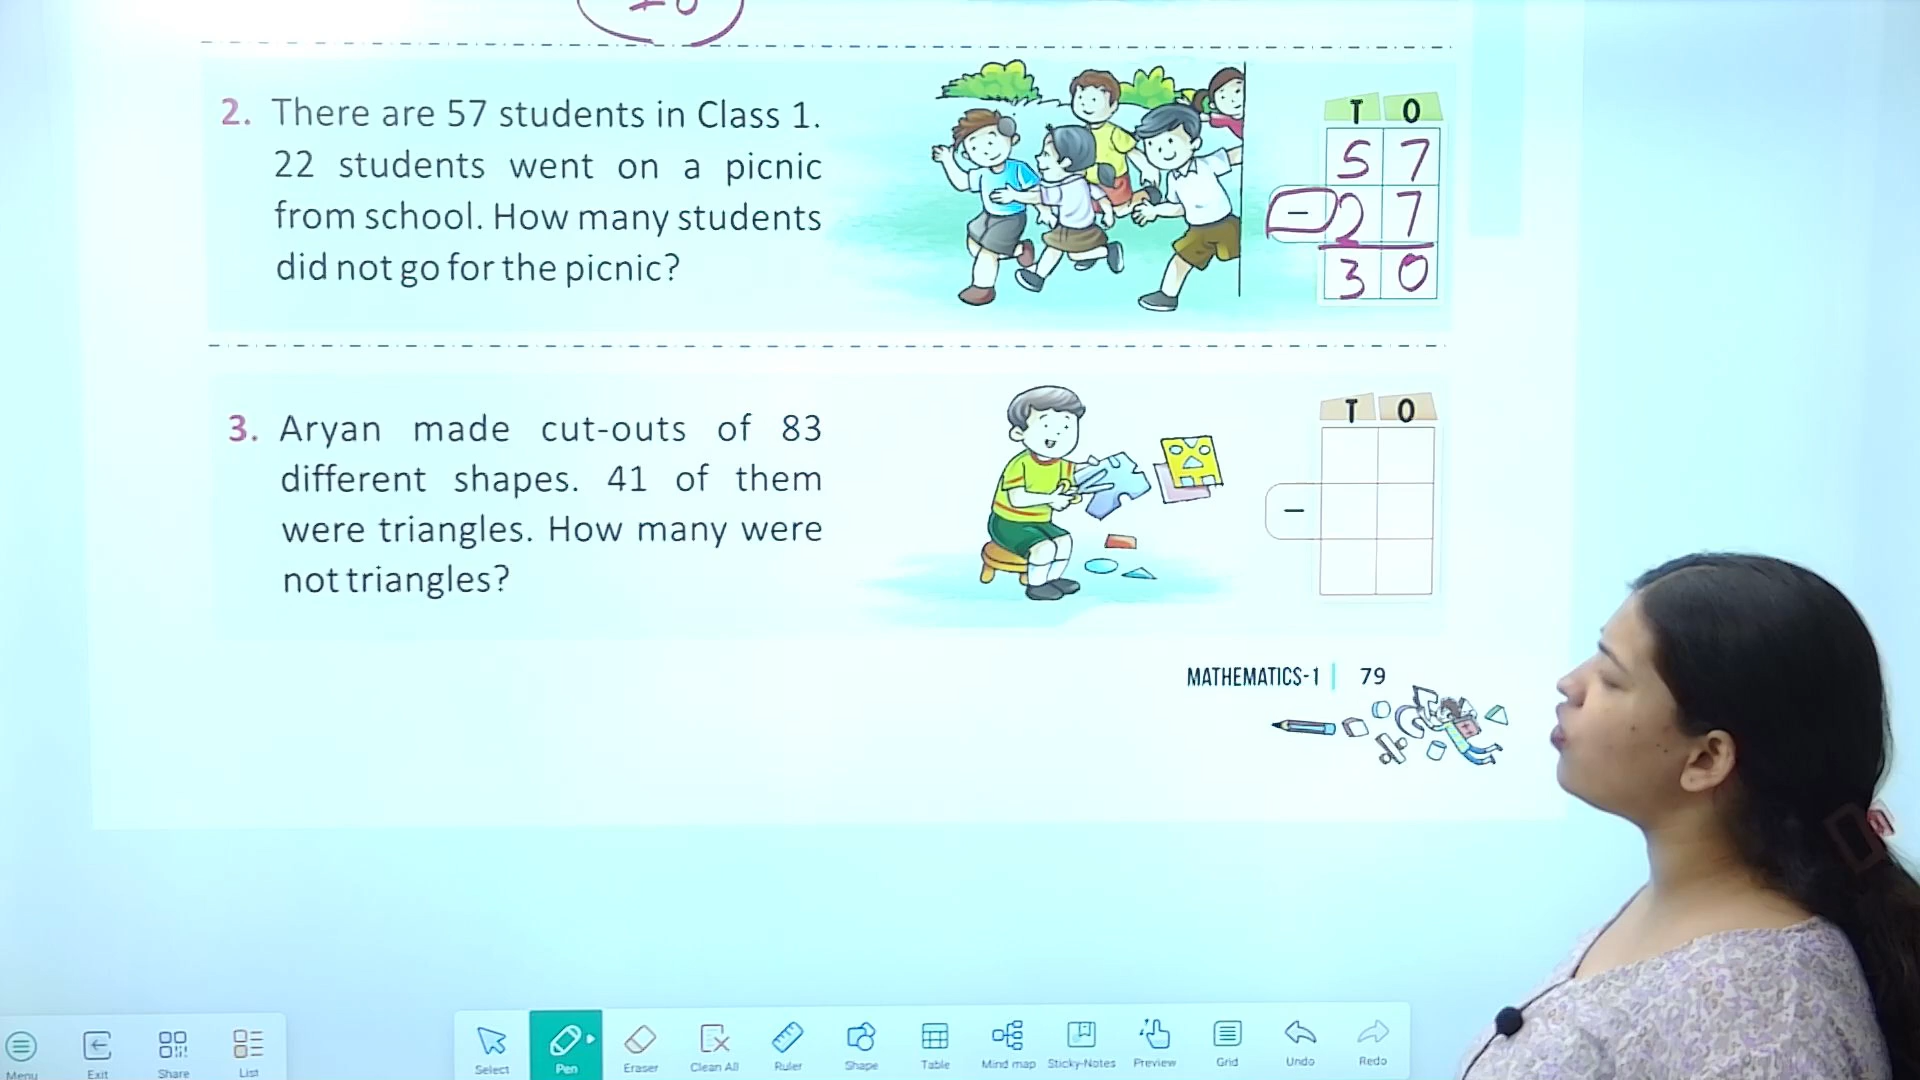 2. There are 57 students in Class 1.
22 students went on a picnic
from school. How many students
did not go for the picnic?
T O
5 7
- 2 7
3 0
3. Aryan made cut-outs of 83
different shapes. 41 of them
were triangles. How many were
not triangles?
T O
-
MATHEMATICS-1 | 79
Menu Exit Share List Select Pen Eraser Clean All Ruler Shape Table Mind map Sticky-Notes Preview Grid Undo Redo